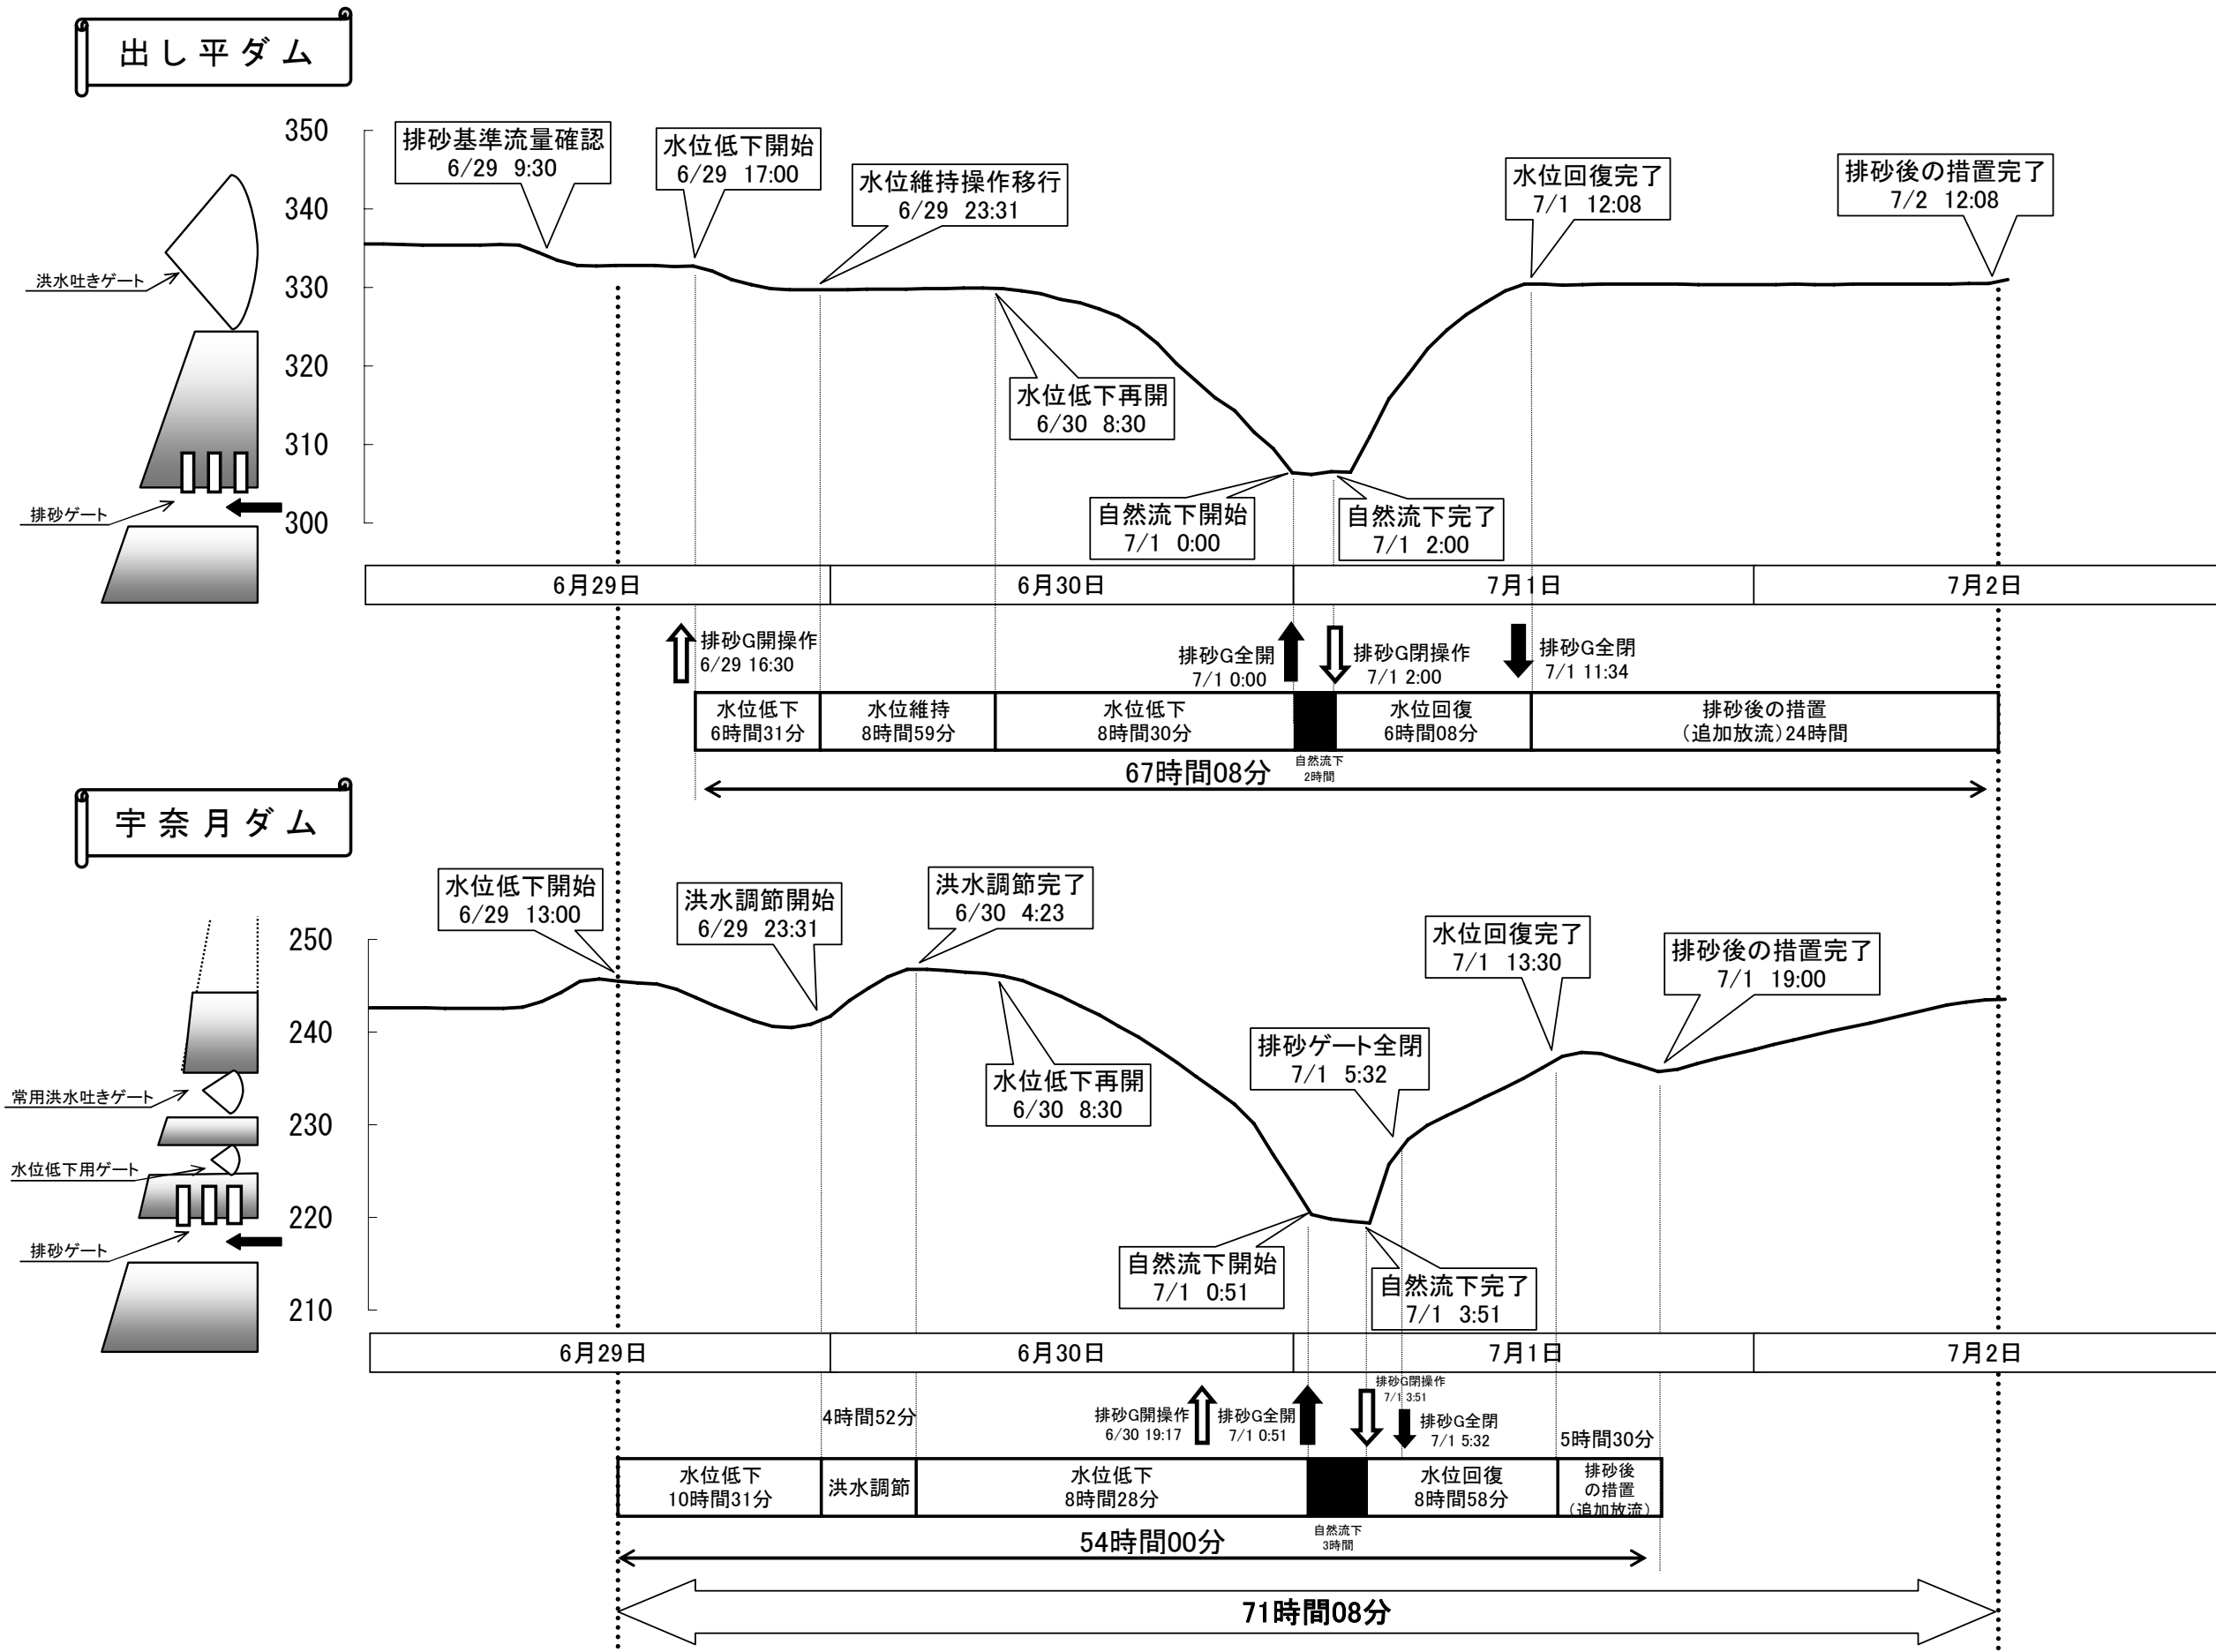 出し平ダム
350
340
330
320
310
300
洪水吐きゲート
排砂ゲート
排砂基準流量確認
6/29 9:30
水位低下開始
6/29 17:00
水位維持操作移行
6/29 23:31
水位低下再開
6/30 8:30
自然流下開始
7/1 0:00
自然流下完了
7/1 2:00
水位回復完了
7/1 12:08
排砂後の措置完了
7/2 12:08
6月29日
6月30日
7月1日
7月2日
排砂G開操作
6/29 16:30
排砂G全開
7/1 0:00
排砂G閉操作
7/1 2:00
排砂G全閉
7/1 11:34
水位低下
6時間31分
水位維持
8時間59分
水位低下
8時間30分
水位回復
6時間08分
排砂後の措置
(追加放流)24時間
自然流下
2時間
67時間08分
宇奈月ダム
250
240
230
220
210
常用洪水吐きゲート
水位低下用ゲート
排砂ゲート
水位低下開始
6/29 13:00
洪水調節開始
6/29 23:31
洪水調節完了
6/30 4:23
水位低下再開
6/30 8:30
自然流下開始
7/1 0:51
自然流下完了
7/1 3:51
排砂ゲート全閉
7/1 5:32
水位回復完了
7/1 13:30
排砂後の措置完了
7/1 19:00
6月29日
6月30日
7月1日
7月2日
4時間52分
排砂G開操作
6/30 19:17
排砂G全開
7/1 0:51
排砂G閉操作
7/1 3:51
排砂G全閉
7/1 5:32
5時間30分
水位低下
10時間31分
洪水調節
水位低下
8時間28分
水位回復
8時間58分
排砂後
の措置
(追加放流)
自然流下
3時間
54時間00分
71時間08分